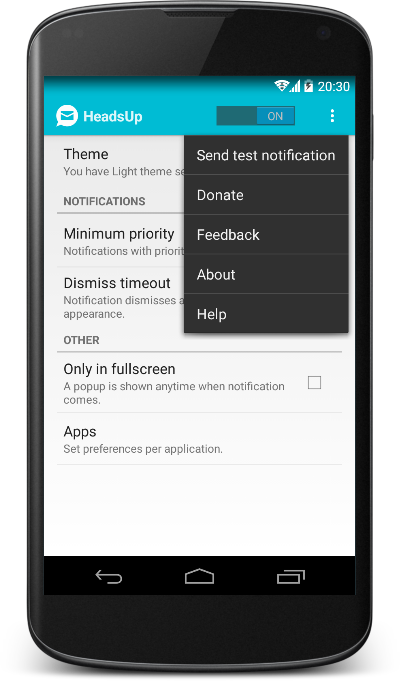 20:30
HeadsUp
ON
Theme
You have Light theme se
Send test notification
Donate
Feedback
About
Help
NOTIFICATIONS
Minimum priority
Notifications with priorit
Dismiss timeout
Notification dismisses a
appearance.
OTHER
Only in fullscreen
A popup is shown anytime when notification
comes.
Apps
Set preferences per application.